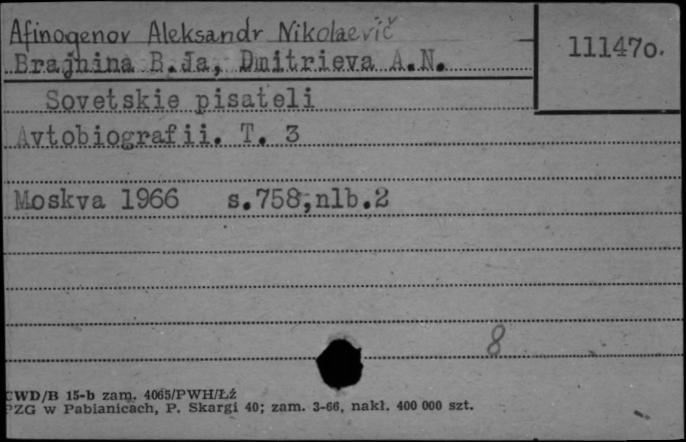 Afinogenov Aleksandr Nikolaevič
111470.
Brajnina B.Ja, Dmitrieva A.N.
Sovetskie pisateli
Avtobiografii. T. 3
Moskva 1966 s.758,nlb.2
8
CWD/B 15-b zam. 4065/PWH/Łź
PZG w Pabianicach, P. Skargi 40; zam. 3-66, nakł. 400 000 szt.